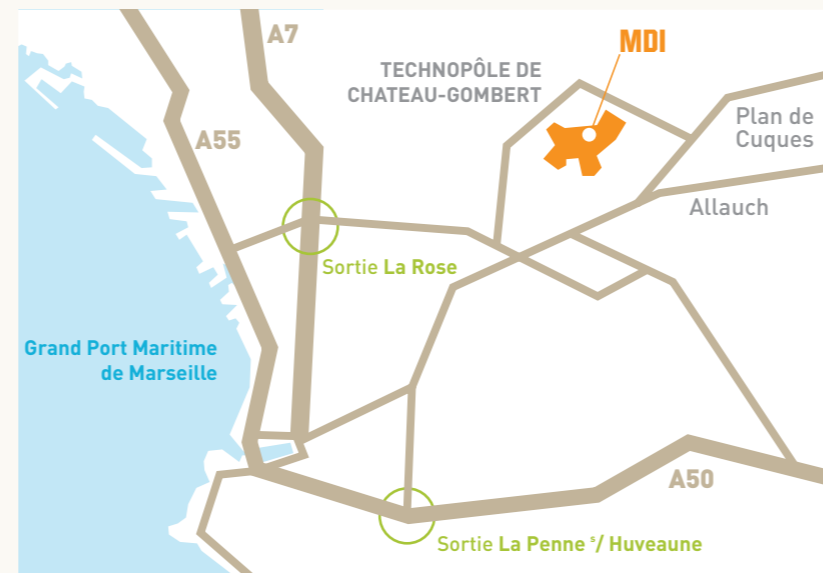 A7
MDI
TECHNOPÔLE DE
CHATEAU-GOMBERT
Plan de
Cuques
A55
Allauch
Sortie La Rose
Grand Port Maritime
de Marseille
A50
Sortie La Penne s/ Huveaune